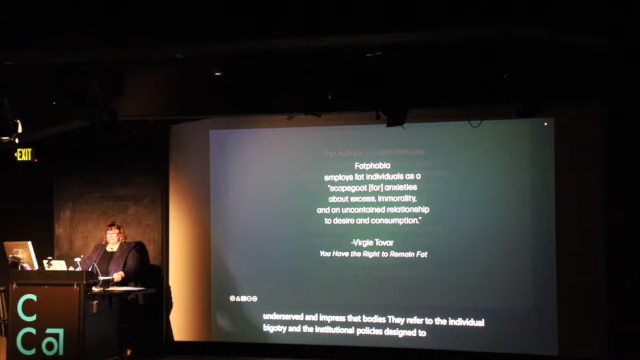 EXIT
Fatphobia
employs fat individuals as a
"scapegoat [for] anxieties
about excess, immorality,
and an uncontained relationship
to desire and consumption."
-Virgie Tovar
You Have the Right to Remain Fat
underserved and impress that bodies They refer to the individual
bigotry and the institutional policies designed to
C
C